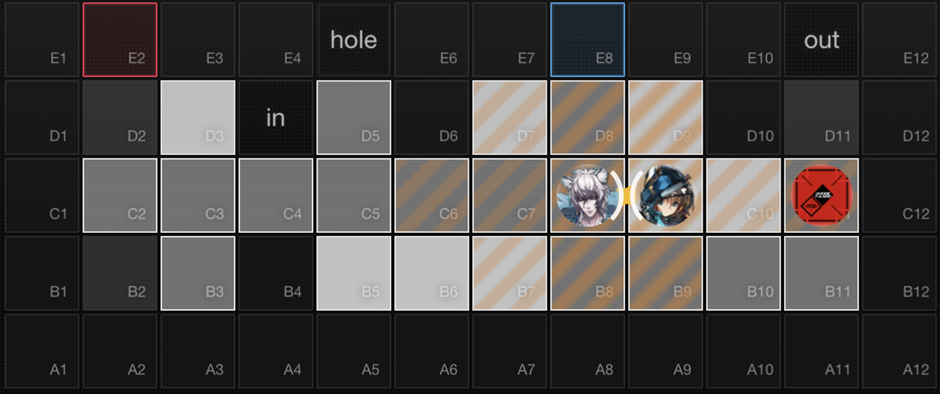 E1 E2 E3 E4 hole E6 E7 E8 E9 E10 out E12
D1 D2 D3 in D5 D6 D7 D8 D9 D10 D11 D12
C1 C2 C3 C4 C5 C6 C7 C10 C12
B1 B2 B3 B4 B5 B6 B7 B8 B9 B10 B11 B12
A1 A2 A3 A4 A5 A6 A7 A8 A9 A10 A11 A12